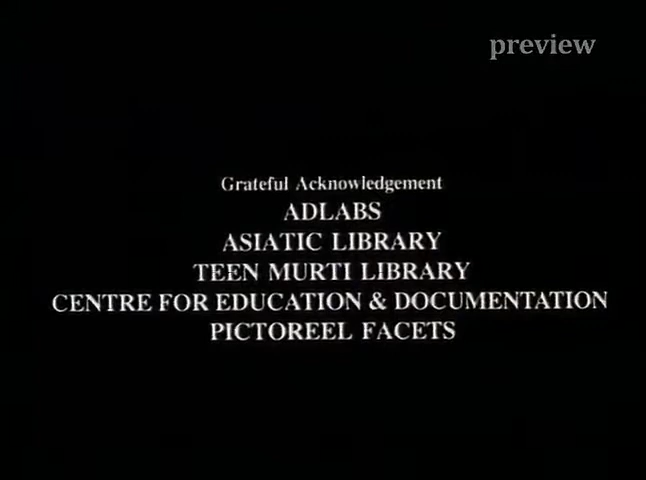 preview
Grateful Acknowledgement
ADLABS
ASIATIC LIBRARY
TEEN MURTI LIBRARY
CENTRE FOR EDUCATION & DOCUMENTATION
PICTOREEL FACETS